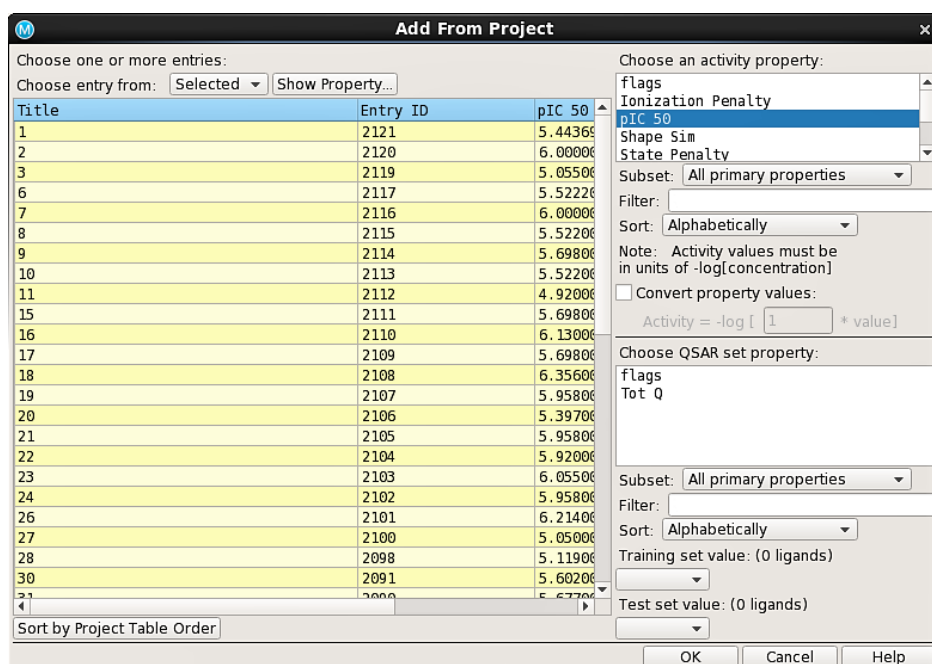 M Add From Project ×
Choose one or more entries:
Choose entry from: Selected Show Property...
Title Entry ID pIC 50
1 2121 5.44369
2 2120 6.00000
3 2119 5.05500
6 2117 5.52220
7 2116 6.00000
8 2115 5.52200
9 2114 5.69800
10 2113 5.52200
11 2112 4.92000
15 2111 5.69800
16 2110 6.13000
17 2109 5.69800
18 2108 6.35600
19 2107 5.95800
20 2106 5.39700
21 2105 5.95800
22 2104 5.92000
23 2103 6.05500
24 2102 5.95800
26 2101 6.21400
27 2100 5.05000
28 2098 5.11900
30 2091 5.60200
Sort by Project Table Order
Choose an activity property:
flags
Ionization Penalty
pIC 50
Shape Sim
State Penalty
Subset: All primary properties
Filter:
Sort: Alphabetically
Note: Activity values must be
in units of -log[concentration]
Convert property values:
Activity = -log [ 1 * value]
Choose QSAR set property:
flags
Tot Q
Subset: All primary properties
Filter:
Sort: Alphabetically
Training set value: (0 ligands)
Test set value: (0 ligands)
OK Cancel Help